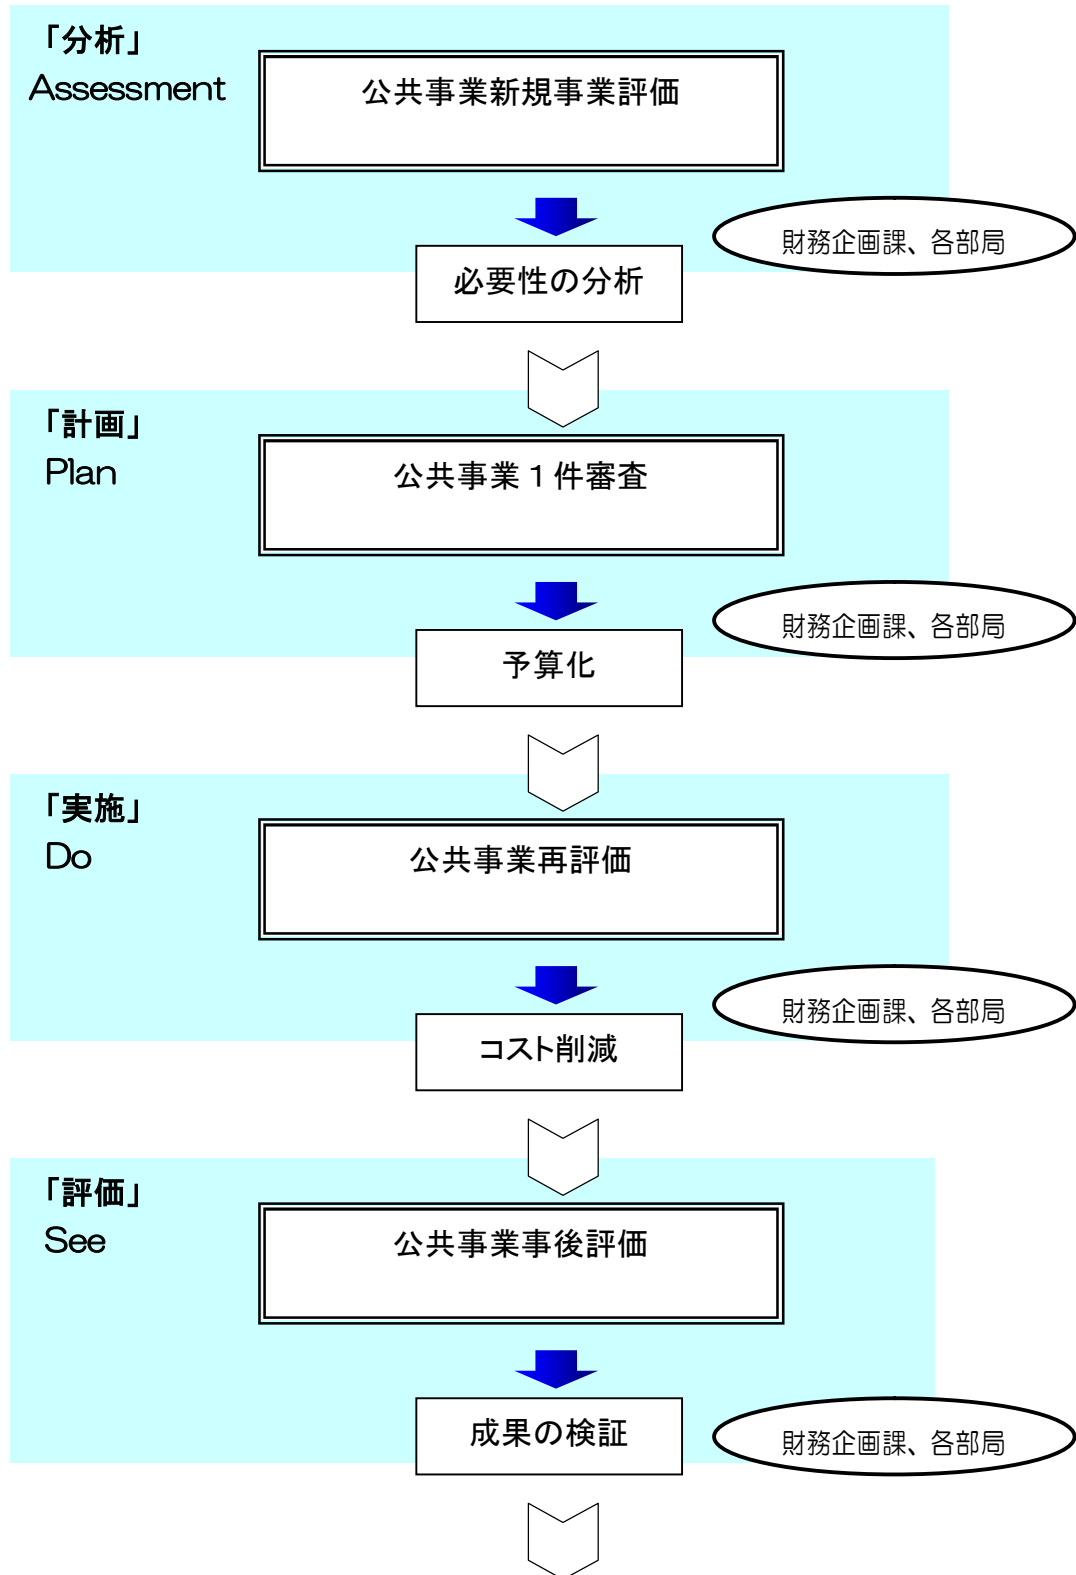 「分析」
Assessment
公共事業新規事業評価
財務企画課、各部局
必要性の分析
「計画」
Plan
公共事業１件審査
財務企画課、各部局
予算化
「実施」
Do
公共事業再評価
財務企画課、各部局
コスト削減
「評価」
See
公共事業事後評価
成果の検証
財務企画課、各部局